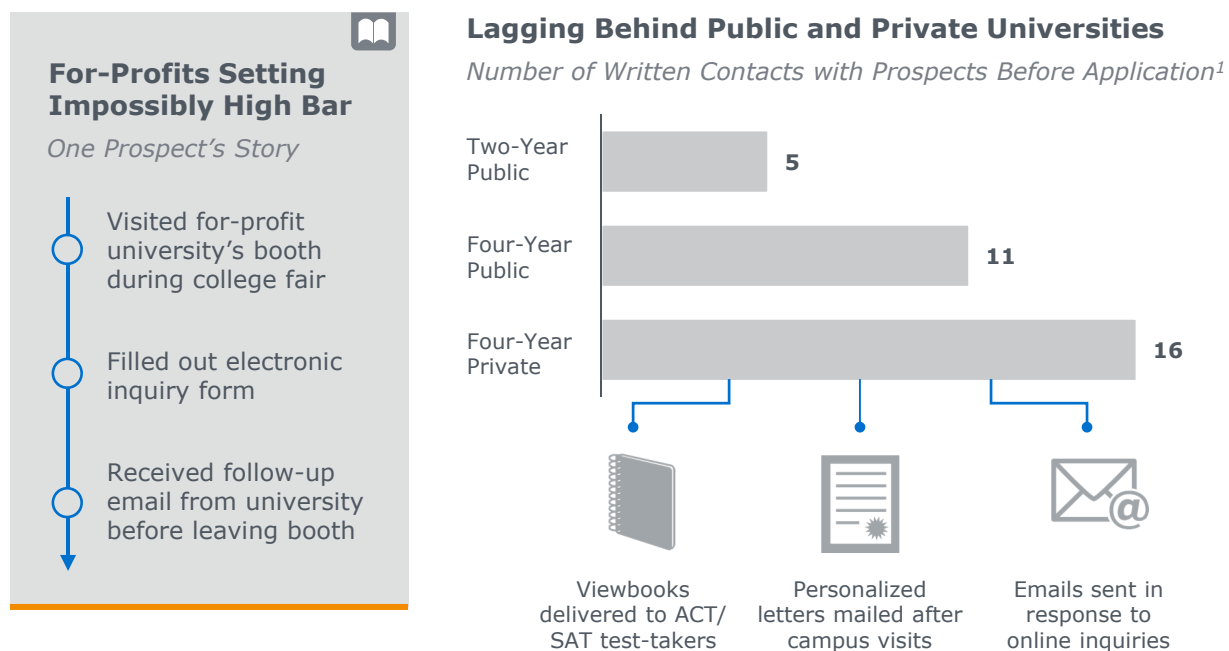 For-Profits Setting
Impossibly High Bar
One Prospect's Story
Visited for-profit
university's booth
during college fair
Filled out electronic
inquiry form
Received follow-up
email from university
before leaving booth
Lagging Behind Public and Private Universities
Number of Written Contacts with Prospects Before Application¹
Two-Year
Public
5
Four-Year
Public
11
Four-Year
Private
16
@
Viewbooks
delivered to ACT/
SAT test-takers
Personalized
letters mailed after
campus visits
Emails sent in
response to
online inquiries